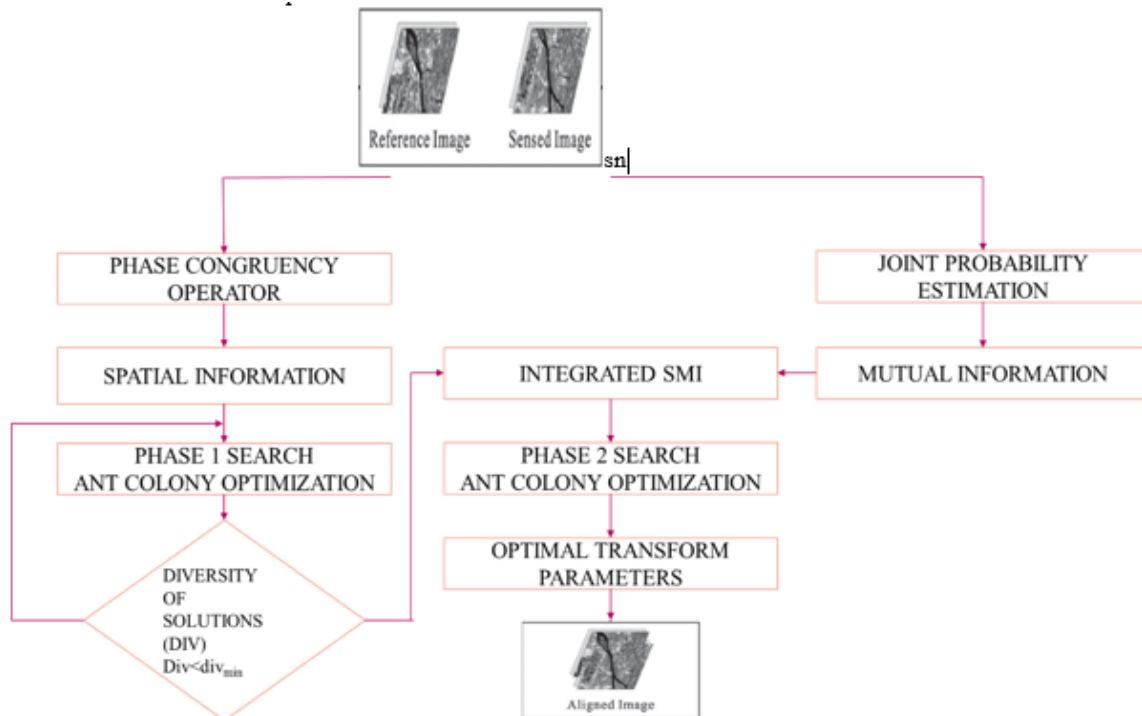 Reference Image
Sensed Image
sn
PHASE CONGRUENCY
OPERATOR
JOINT PROBABILITY
ESTIMATION
SPATIAL INFORMATION
INTEGRATED SMI
MUTUAL INFORMATION
PHASE 1 SEARCH
ANT COLONY OPTIMIZATION
PHASE 2 SEARCH
ANT COLONY OPTIMIZATION
OPTIMAL TRANSFORM
PARAMETERS
DIVERSITY
OF
SOLUTIONS
(DIV)
Div<div_min
Aligned Image